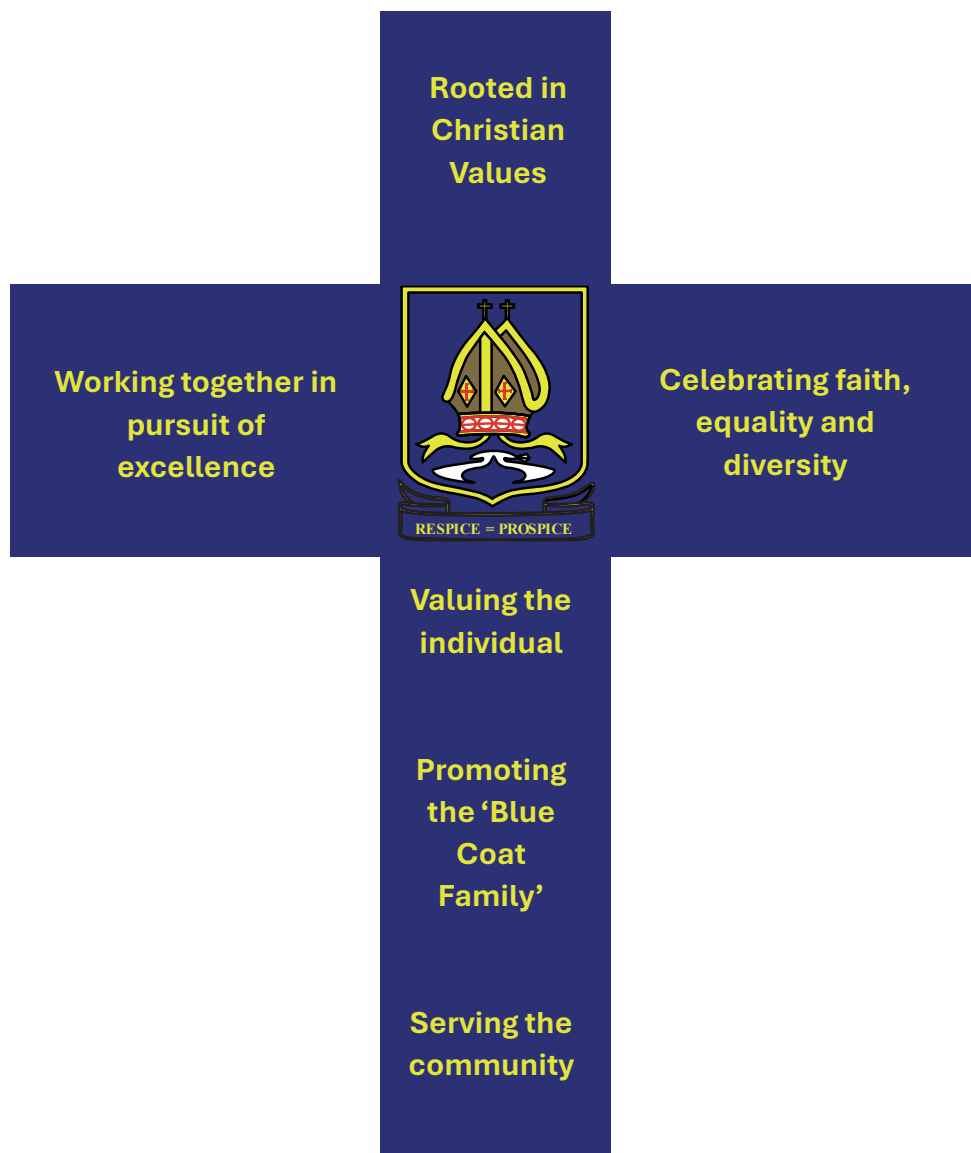 Rooted in
Christian
Values
Working together in
pursuit of
excellence
Celebrating faith,
equality and
diversity
RESPICE = PROSPICE
Valuing the
individual
Promoting
the ‘Blue
Coat
Family’
Serving the
community